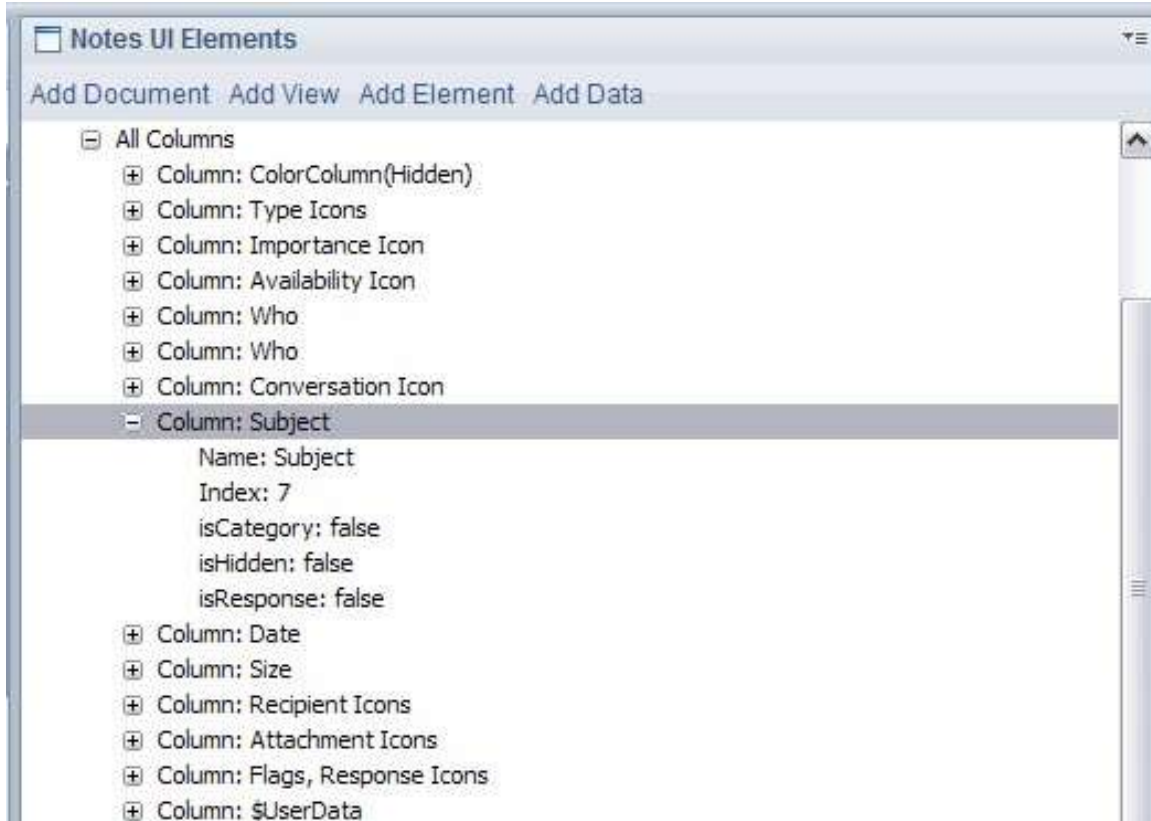 Notes UI Elements
Add Document Add View Add Element Add Data
All Columns
Column: ColorColumn(Hidden)
Column: Type Icons
Column: Importance Icon
Column: Availability Icon
Column: Who
Column: Who
Column: Conversation Icon
Column: Subject
Name: Subject
Index: 7
isCategory: false
isHidden: false
isResponse: false
Column: Date
Column: Size
Column: Recipient Icons
Column: Attachment Icons
Column: Flags, Response Icons
Column: $UserData